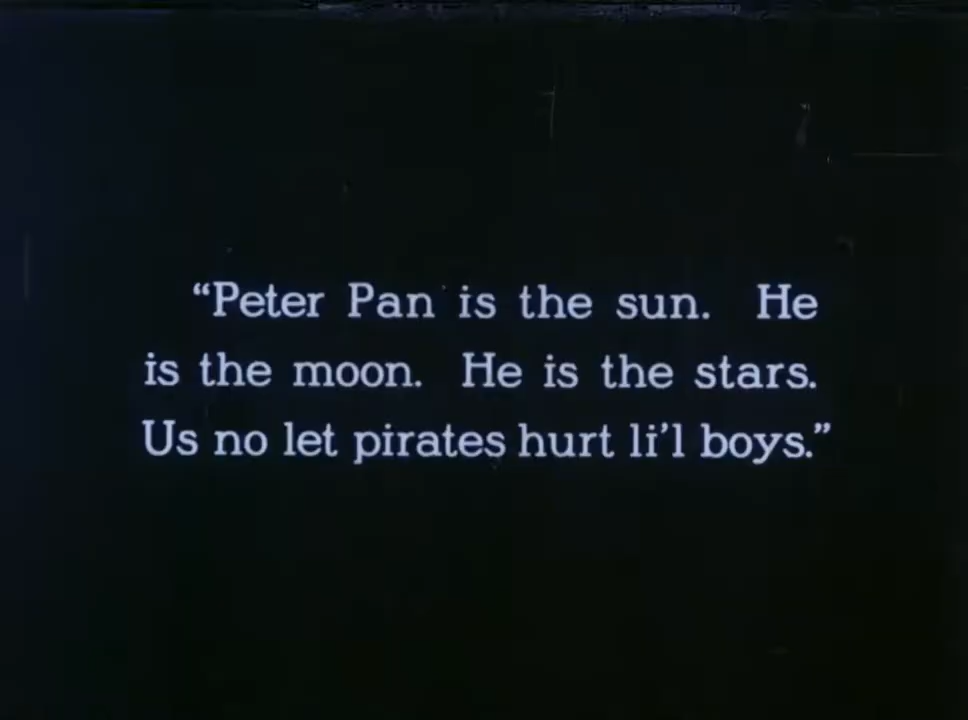 “Peter Pan is the sun. He
is the moon. He is the stars.
Us no let pirates hurt li’l boys.”